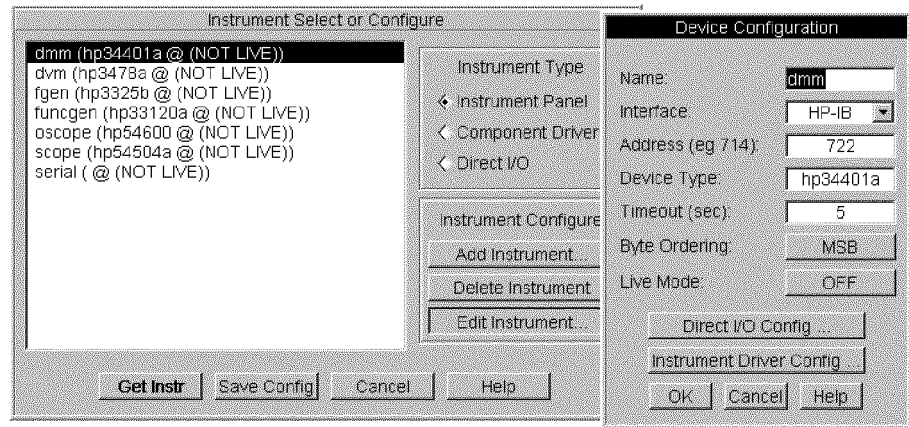 Instrument Select or Configure
dmm (hp34401a @ (NOT LIVE))
dvm (hp3478a @ (NOT LIVE))
fgen (hp3325b @ (NOT LIVE))
funcgen (hp33120a @ (NOT LIVE))
oscope (hp54600 @ (NOT LIVE))
scope (hp54504a @ (NOT LIVE))
serial ( @ (NOT LIVE))
Instrument Type
Instrument Panel
Component Driver
Direct I/O
Instrument Configure
Add Instrument...
Delete Instrument
Edit Instrument...
Get Instr
Save Config
Cancel
Help
Device Configuration
Name: dmm
Interface: HP-IB
Address (eg 714): 722
Device Type: hp34401a
Timeout (sec): 5
Byte Ordering: MSB
Live Mode: OFF
Direct I/O Config ...
Instrument Driver Config ...
OK
Cancel
Help